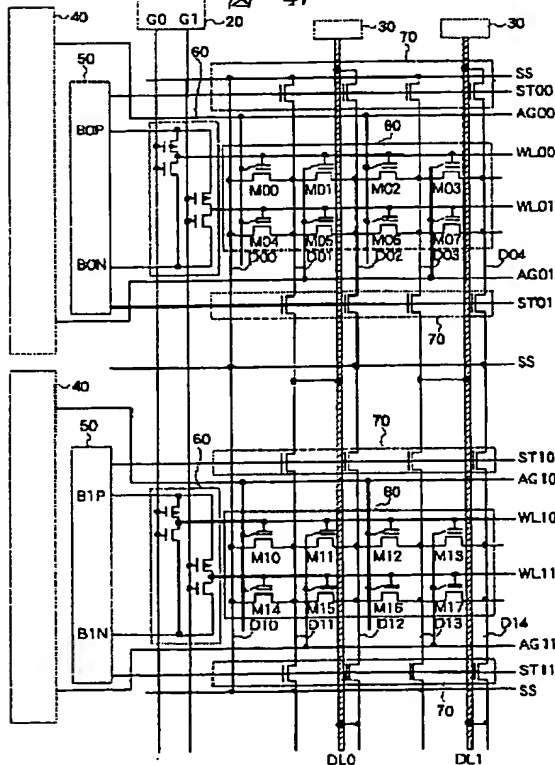 図 47
40
G0 G1
20
30
30
60
70
50
SS
ST00
AG00
B0P
80
WL00
M00 M01 M02 M03
WL01
M04 M05 M06 M07
B0N
D00 D01 D02 D03 D04
AG01
ST01
70
SS
40
50
70
60
ST10
AG10
B1P
80
WL10
M10 M11 M12 M13
WL11
M14 M15 M16 M17
B1N
D10 D11 D12 D13 D14
AG11
ST11
70
SS
DL0 DL1